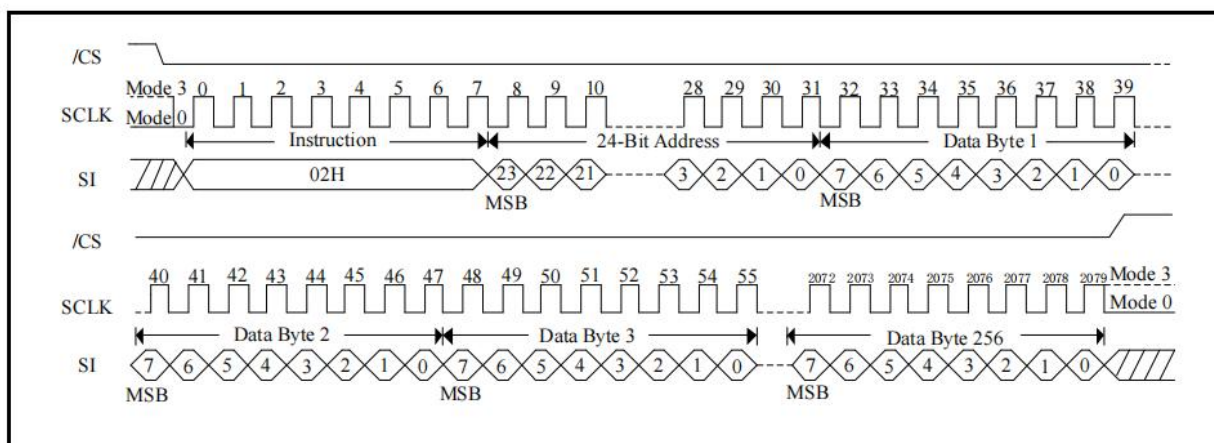 /CS
Mode 3 0 1 2 3 4 5 6 7 8 9 10 28 29 30 31 32 33 34 35 36 37 38 39
SCLK
Mode 0
Instruction 24-Bit Address Data Byte 1
SI 02H 23 22 21 3 2 1 0 7 6 5 4 3 2 1 0
MSB MSB
/CS
40 41 42 43 44 45 46 47 48 49 50 51 52 53 54 55 2072 2073 2074 2075 2076 2077 2078 2079 Mode 3
SCLK Mode 0
Data Byte 2 Data Byte 3 Data Byte 256
SI 7 6 5 4 3 2 1 0 7 6 5 4 3 2 1 0 7 6 5 4 3 2 1 0
MSB MSB MSB